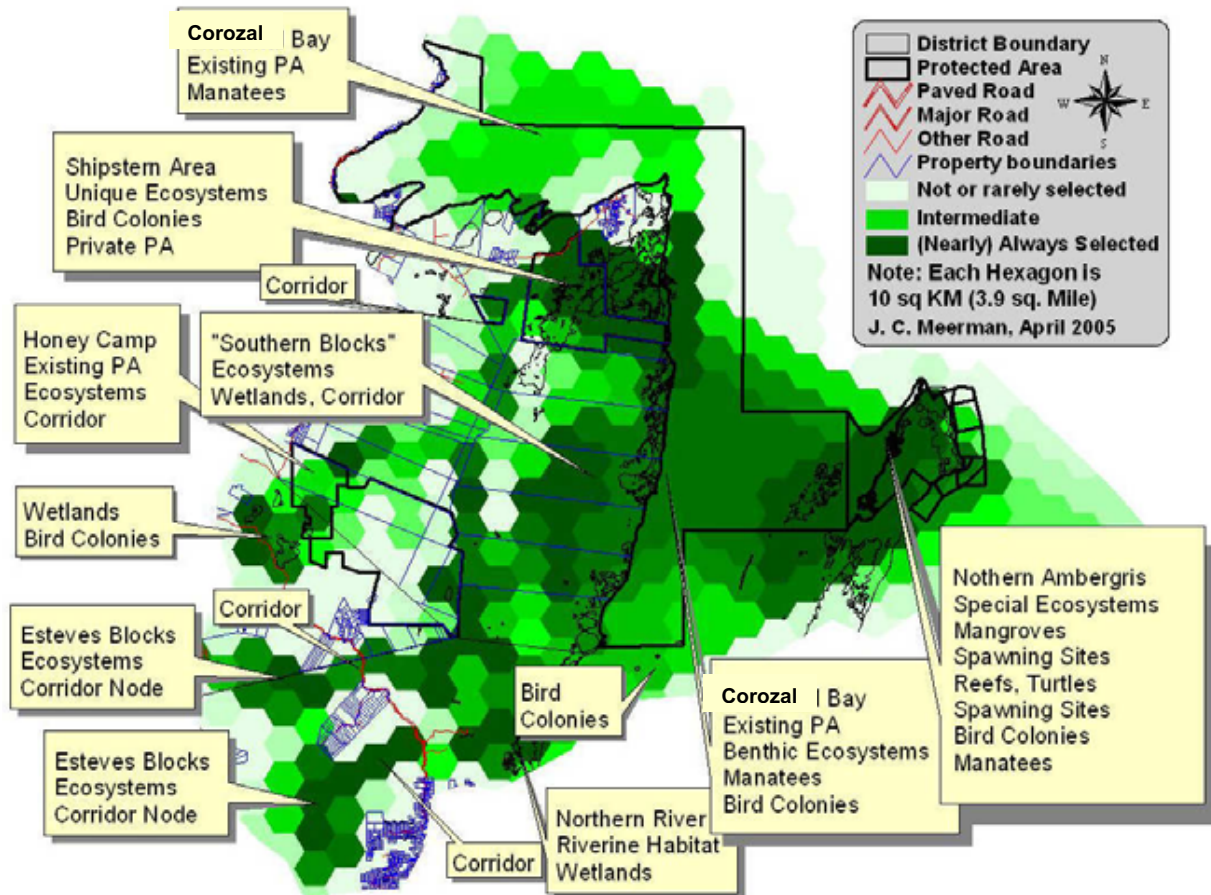 Corozal Bay
Existing PA
Manatees
Shipstern Area
Unique Ecosystems
Bird Colonies
Private PA
Corridor
Honey Camp
Existing PA
Ecosystems
Corridor
"Southern Blocks"
Ecosystems
Wetlands, Corridor
Wetlands
Bird Colonies
Corridor
Esteves Blocks
Ecosystems
Corridor Node
Esteves Blocks
Ecosystems
Corridor Node
Corridor
Bird
Colonies
Northern River
Riverine Habitat
Wetlands
Corozal l Bay
Existing PA
Benthic Ecosystems
Manatees
Bird Colonies
Nothern Ambergris
Special Ecosystems
Mangroves
Spawning Sites
Reefs, Turtles
Spawning Sites
Bird Colonies
Manatees
District Boundary
Protected Area
Paved Road
Major Road
Other Road
Property boundaries
Not or rarely selected
Intermediate
(Nearly) Always Selected
Note: Each Hexagon is
10 sq KM (3.9 sq. Mile)
J. C. Meerman, April 2005
N
W E
S